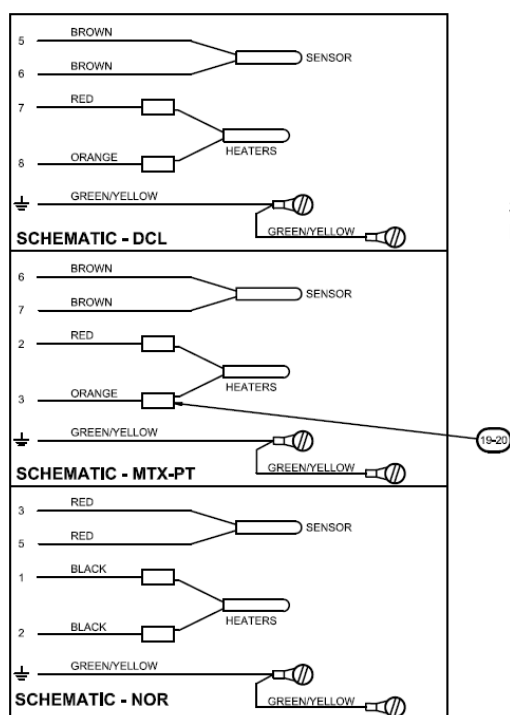 5 BROWN
SENSOR
6 BROWN
7 RED
HEATERS
8 ORANGE
GREEN/YELLOW
GREEN/YELLOW
SCHEMATIC - DCL
6 BROWN
SENSOR
7 BROWN
2 RED
HEATERS
3 ORANGE
19-20
GREEN/YELLOW
GREEN/YELLOW
SCHEMATIC - MTX-PT
3 RED
SENSOR
5 RED
1 BLACK
HEATERS
2 BLACK
GREEN/YELLOW
GREEN/YELLOW
SCHEMATIC - NOR